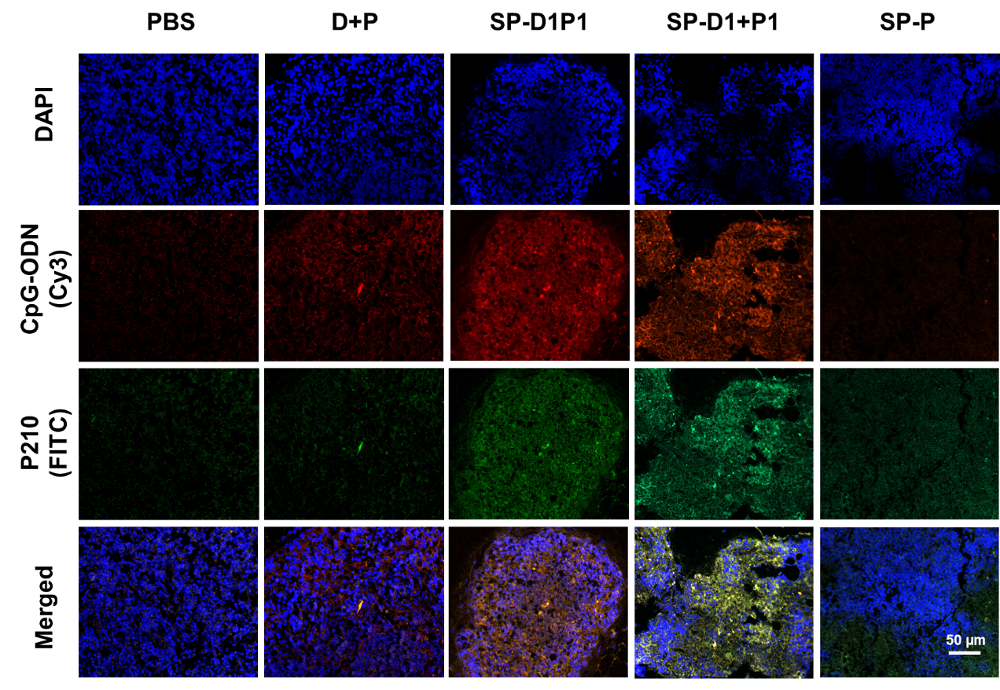 PBS
D+P
SP-D1P1
SP-D1+P1
SP-P
DAPI
CpG-ODN
(Cy3)
P210
(FITC)
Merged
50 μm